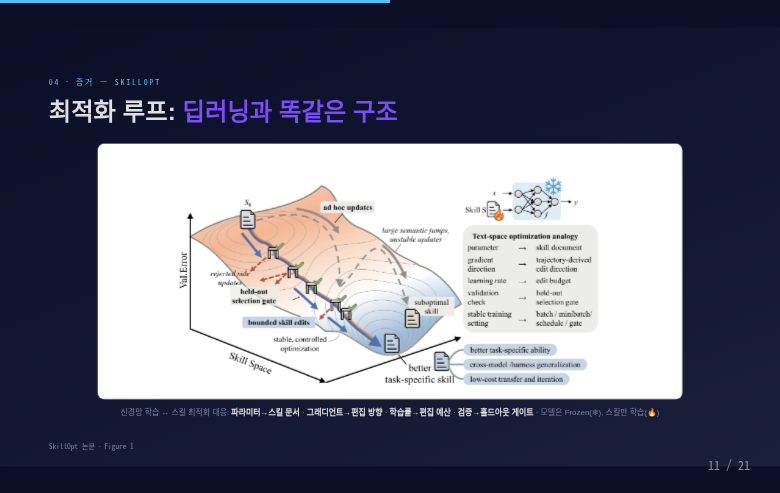 04 · 증거 — SKILLOPT
최적화 루프: 딥러닝과 똑같은 구조
S₀
ad hoc updates
large semantic jumps,
unstable updates
Val.Error
rejected side
updates
held-out
selection gate
bounded skill edits
stable, controlled
optimization
suboptimal
skill
Skill Space
better
task-specific skill
x
Skill S
f
y
Text-space optimization analogy
parameter → skill document
gradient direction → trajectory-derived edit direction
learning rate → edit budget
validation check → held-out selection gate
stable training setting → batch / minibatch/ schedule / gate
better task-specific ability
cross-model /harness generalization
low-cost transfer and iteration
신경망 학습 ↔ 스킬 최적화 대응: 파라미터→스킬 문서 · 그래디언트→편집 방향 · 학습률→편집 예산 · 검증→홀드아웃 게이트 · 모델은 Frozen(❄), 스킬만 학습(🔥)
SkillOpt 논문 · Figure 1
11 / 21